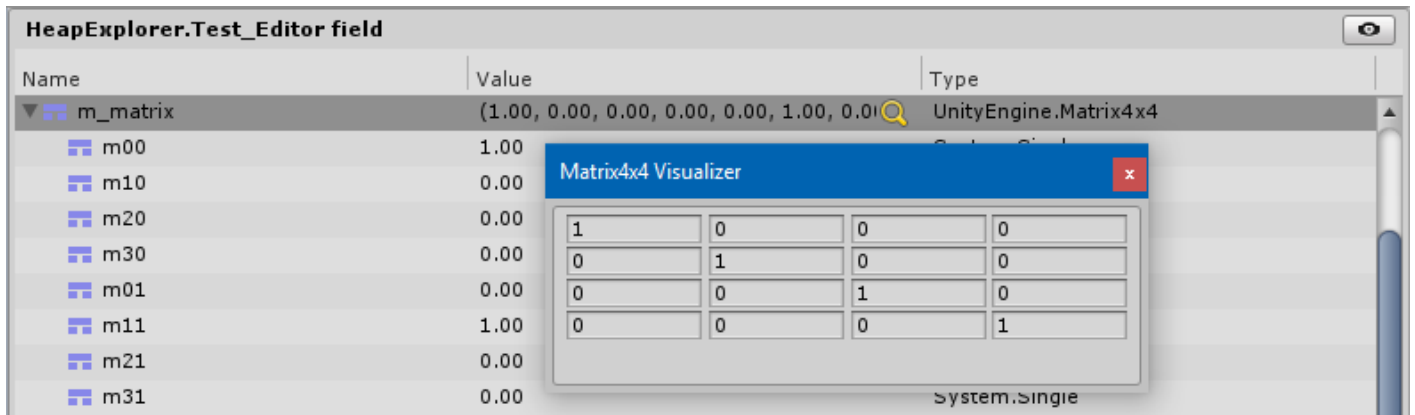 HeapExplorer.Test_Editor field
Name Value Type
m_matrix (1.00, 0.00, 0.00, 0.00, 0.00, 1.00, 0.0 UnityEngine.Matrix4x4
m00 1.00
Matrix4x4 Visualizer x
m10 0.00
m20 0.00
1 0 0 0
m30 0.00
0 1 0 0
m01 0.00
0 0 1 0
m11 1.00
0 0 0 1
m21 0.00
m31 0.00 System.Single